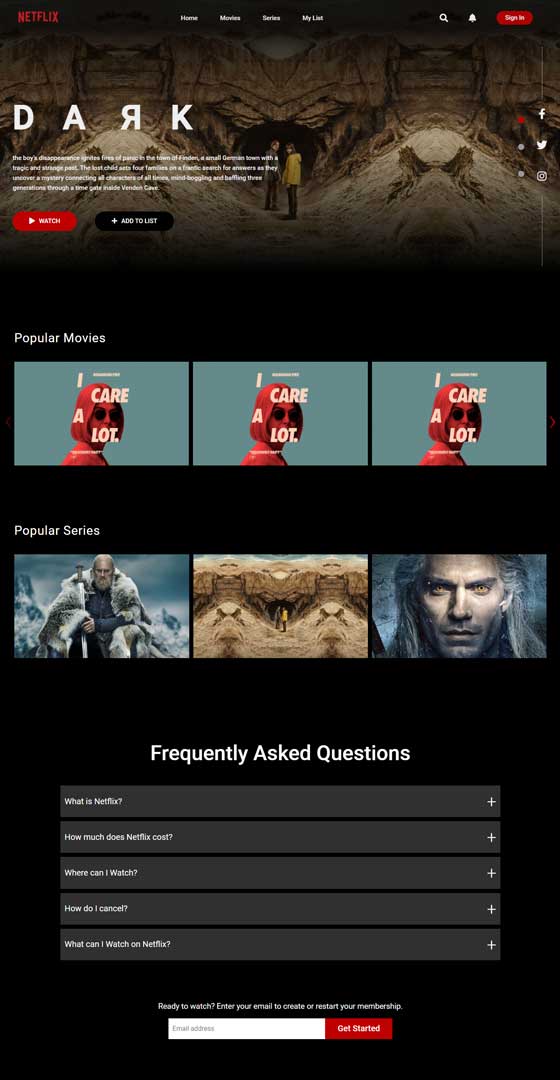 NETFLIX
Home Movies Series My List
Sign In
D A Я K
the boy's disappearance ignites fires of panic in the town of Finden, a small German town with a
tragic and strange past. The lost child sets four families on a frantic search for answers as they
uncover a mystery connecting all characters of all times, mind-boggling and baffling three
generations through a time gate inside Venden Cave.
WATCH
ADD TO LIST
Popular Movies
I
CARE
A
LOT.
I
CARE
A
LOT.
I
CARE
A
LOT.
Popular Series
Frequently Asked Questions
What is Netflix?
How much does Netflix cost?
Where can I Watch?
How do I cancel?
What can I Watch on Netflix?
Ready to watch? Enter your email to create or restart your membership.
Email address
Get Started